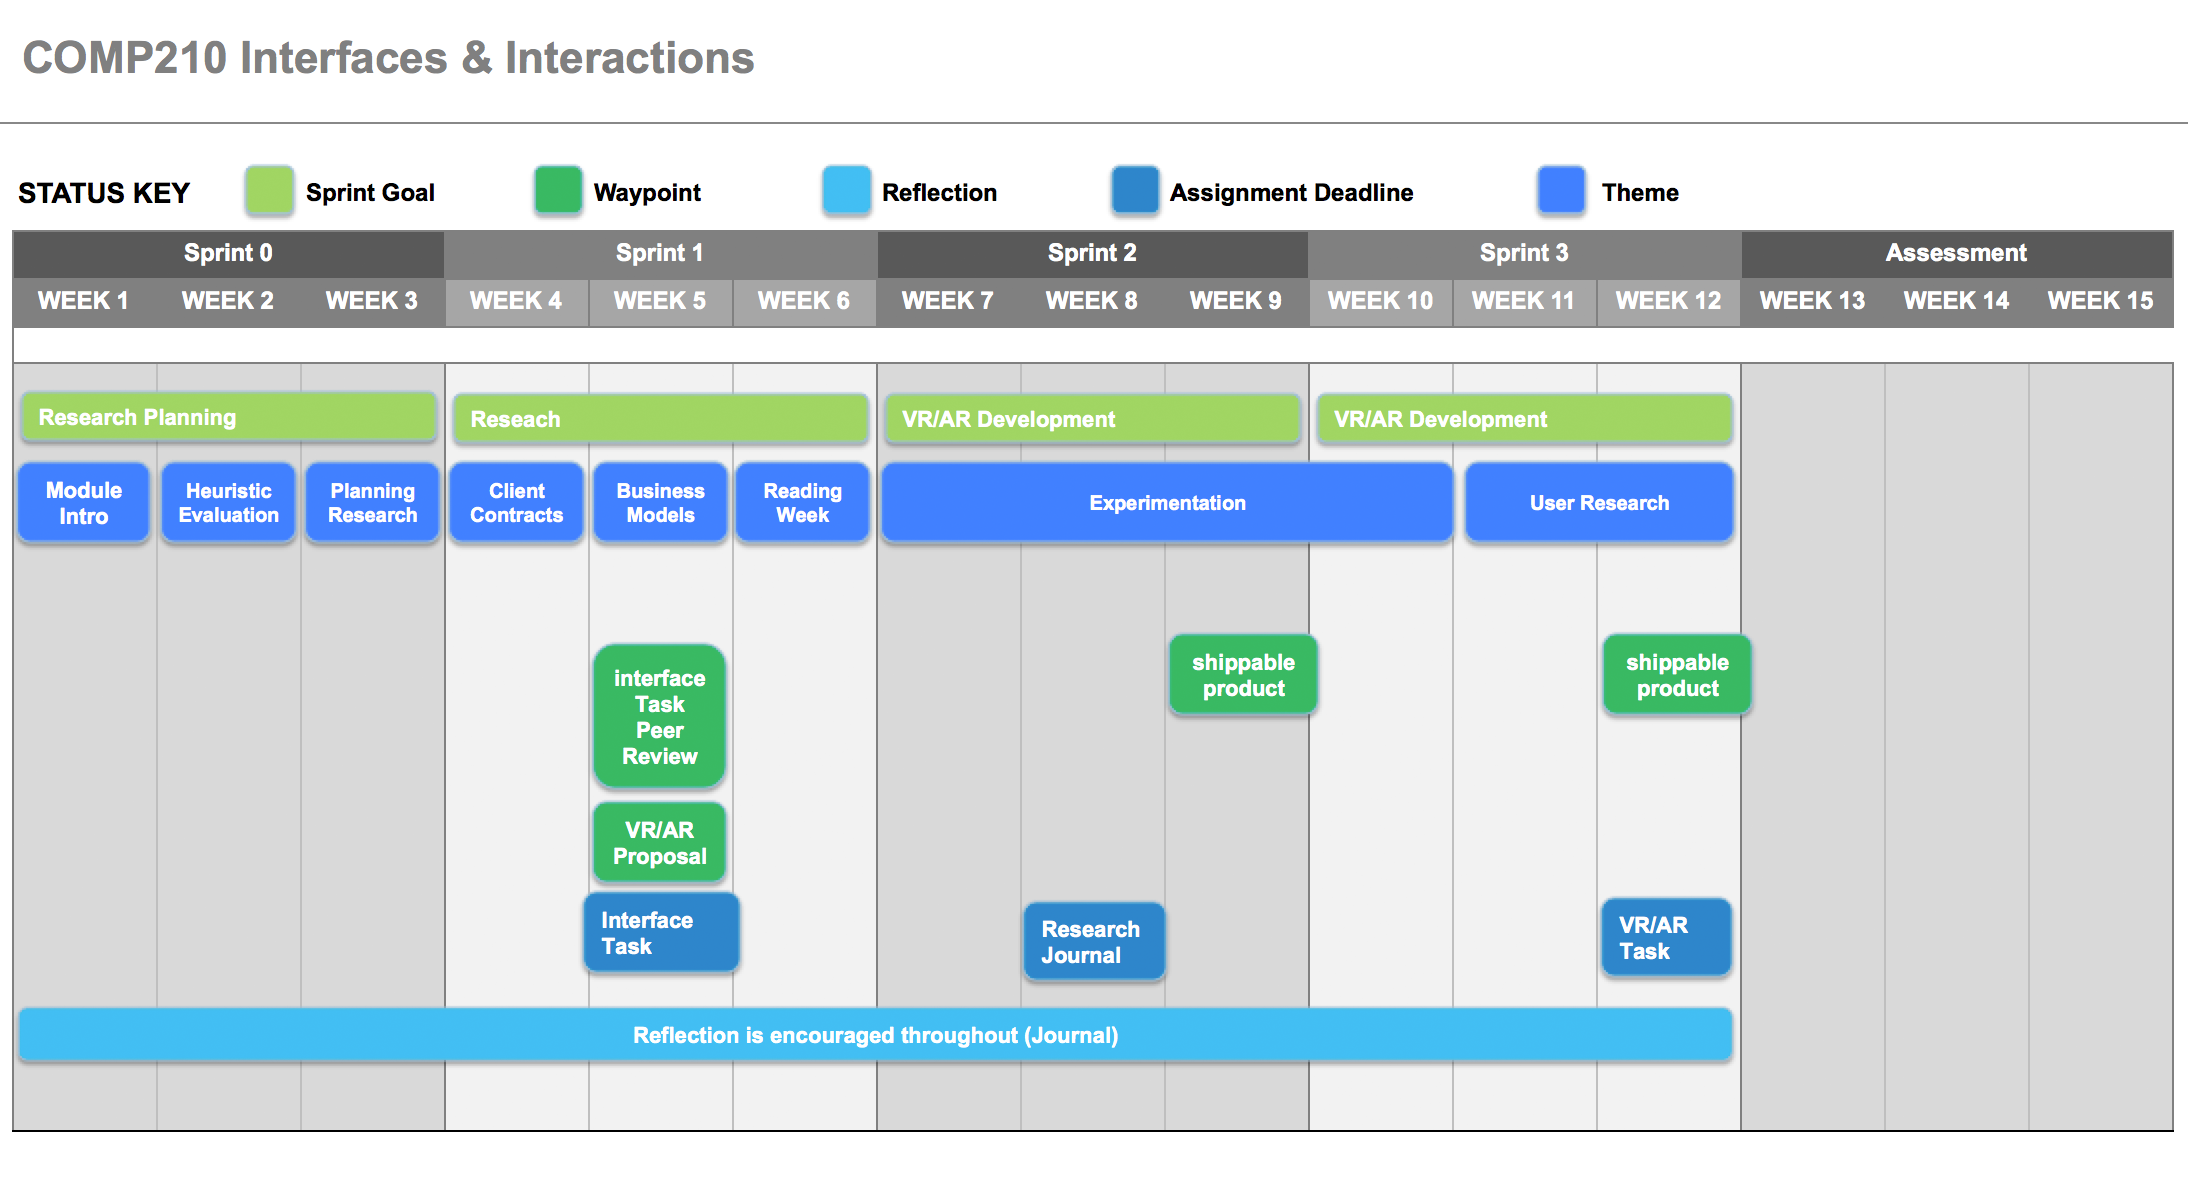 COMP210 Interfaces & Interactions
STATUS KEY
Sprint Goal
Waypoint
Reflection
Assignment Deadline
Theme
Sprint 0
Sprint 1
Sprint 2
Sprint 3
Assessment
WEEK 1
WEEK 2
WEEK 3
WEEK 4
WEEK 5
WEEK 6
WEEK 7
WEEK 8
WEEK 9
WEEK 10
WEEK 11
WEEK 12
WEEK 13
WEEK 14
WEEK 15
Research Planning
Reseach
VR/AR Development
VR/AR Development
Module
Intro
Heuristic
Evaluation
Planning
Research
Client
Contracts
Business
Models
Reading
Week
Experimentation
User Research
interface
Task
Peer
Review
shippable
product
shippable
product
VR/AR
Proposal
Interface
Task
Research
Journal
VR/AR
Task
Reflection is encouraged throughout (Journal)